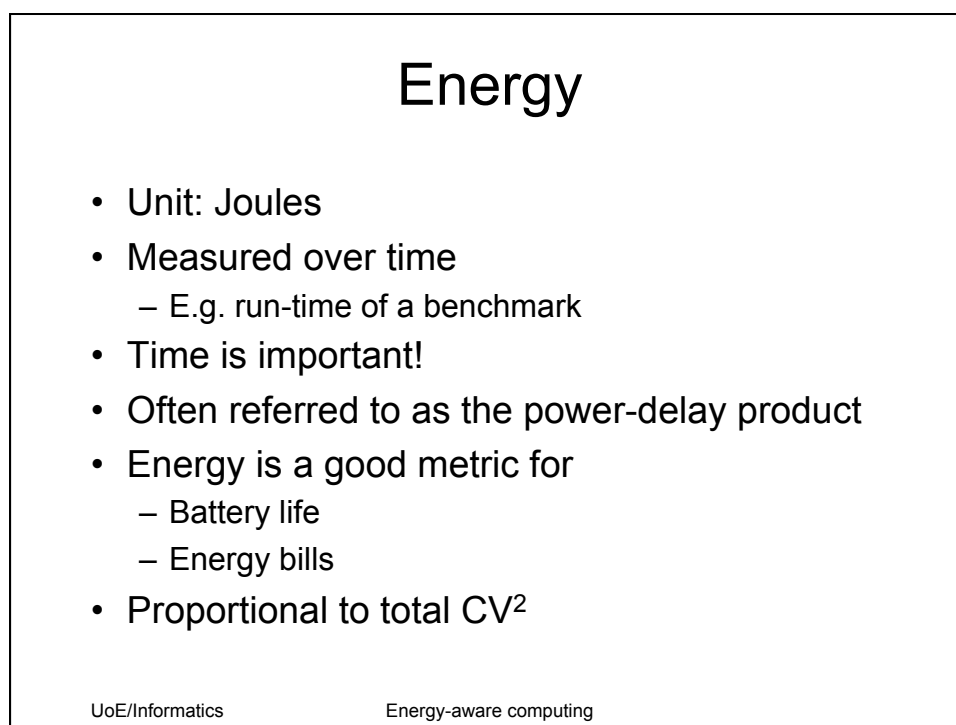 Energy
• Unit: Joules
• Measured over time
– E.g. run-time of a benchmark
• Time is important!
• Often referred to as the power-delay product
• Energy is a good metric for
– Battery life
– Energy bills
• Proportional to total CV²
UoE/Informatics Energy-aware computing